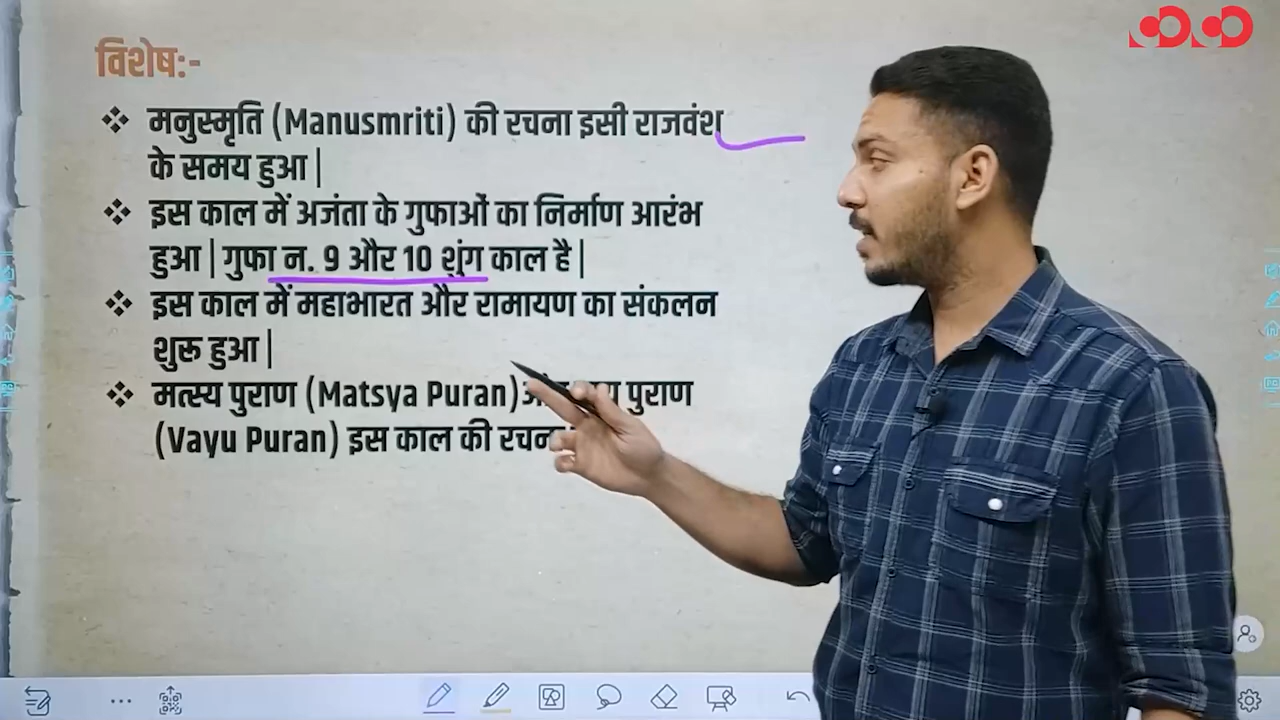 विशेष:-
❖ मनुस्मृति (Manusmriti) की रचना इसी राजवंश
के समय हुआ |
❖ इस काल में अजंता के गुफाओं का निर्माण आरंभ
हुआ | गुफा न. 9 और 10 शुंग काल है |
❖ इस काल में महाभारत और रामायण का संकलन
शुरू हुआ |
❖ मत्स्य पुराण (Matsya Puran) पुराण
(Vayu Puran) इस काल की